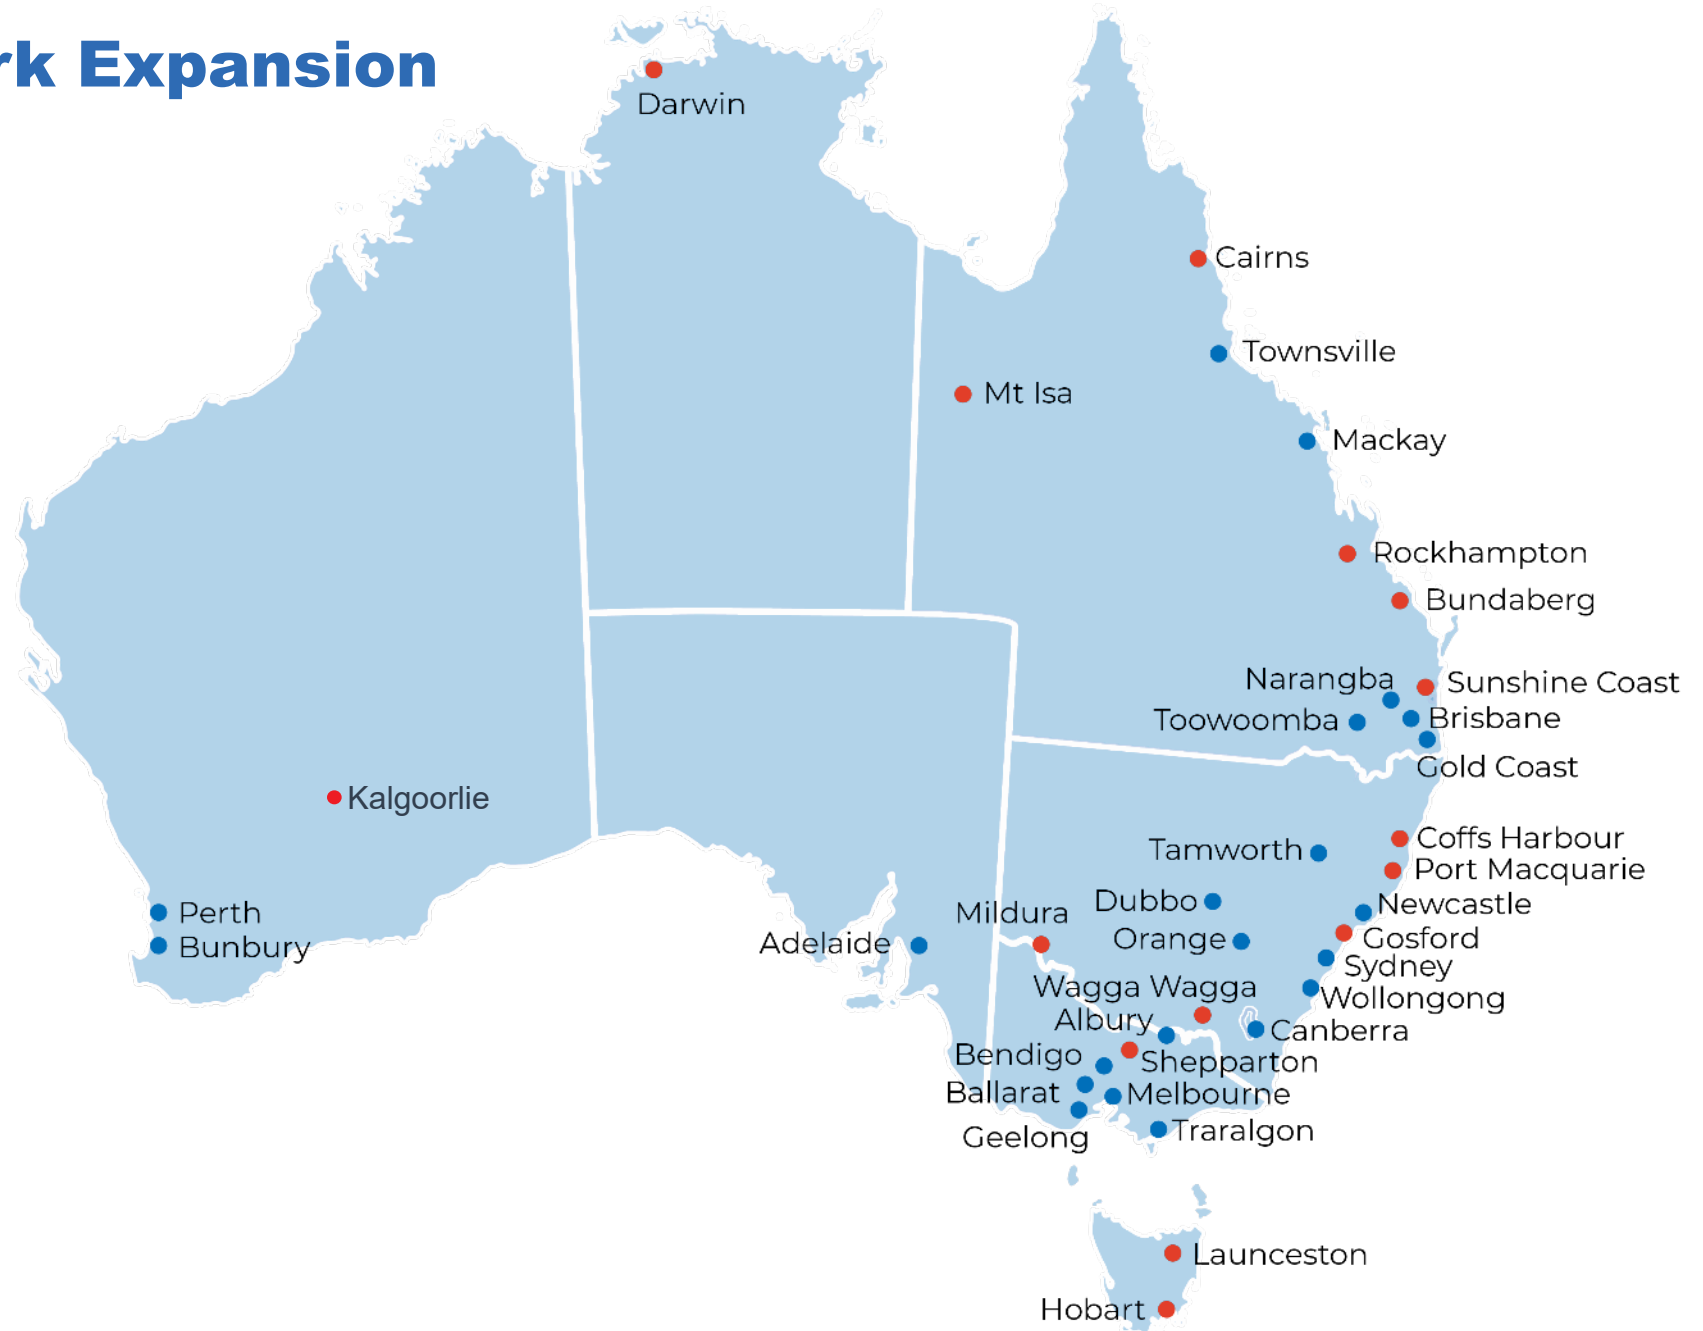 rk Expansion
Darwin
Cairns
Townsville
Mt Isa
Mackay
Rockhampton
Bundaberg
Narangba
Sunshine Coast
Toowoomba
Brisbane
Gold Coast
Kalgoorlie
Coffs Harbour
Tamworth
Port Macquarie
Dubbo
Newcastle
Perth
Mildura
Orange
Gosford
Bunbury
Adelaide
Sydney
Wagga Wagga
Wollongong
Albury
Canberra
Bendigo
Shepparton
Ballarat
Melbourne
Geelong
Traralgon
Launceston
Hobart